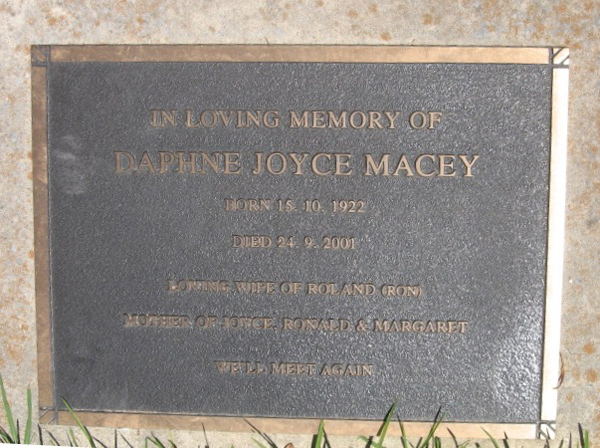 IN LOVING MEMORY OF
DAPHNE JOYCE MACEY
BORN 15. 10. 1922
DIED 24. 9. 2001
LOVING WIFE OF ROLAND (RON)
MOTHER OF JOYCE, RONALD & MARGARET
WE'LL MEET AGAIN